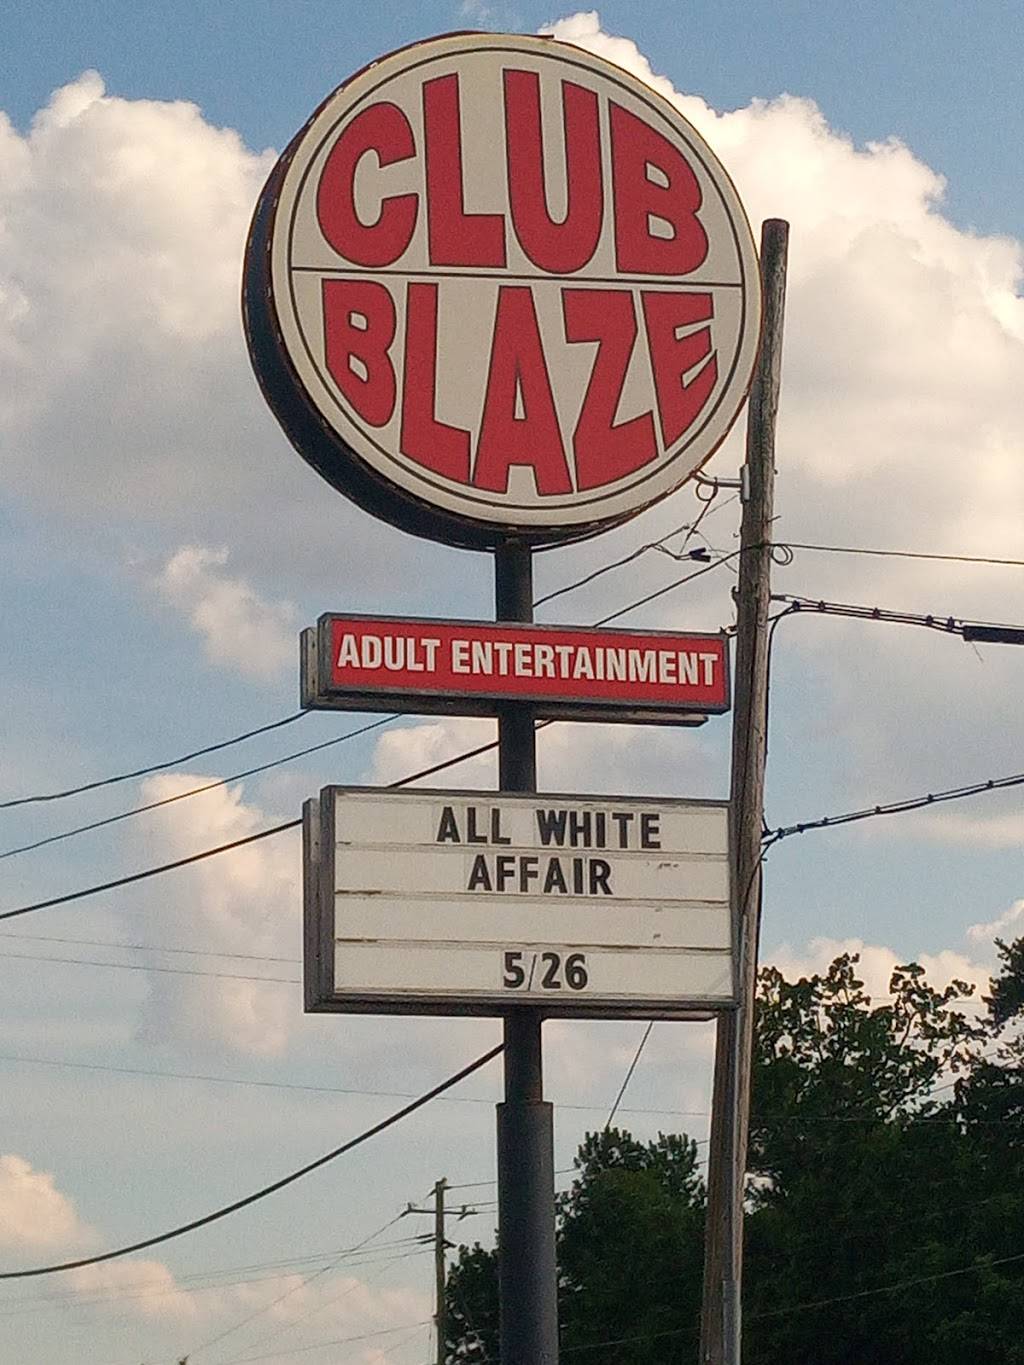 CLUB
BLAZE
ADULT ENTERTAINMENT
ALL WHITE
AFFAIR
5/26